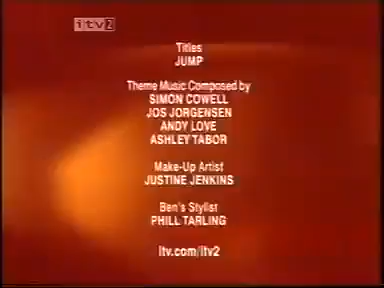 itv2
Titles
JUMP
Theme Music Composed by
SIMON COWELL
JOS JORGENSEN
ANDY LOVE
ASHLEY TABOR
Make-Up Artist
JUSTINE JENKINS
Ben's Stylist
PHILL TARLING
itv.com/itv2